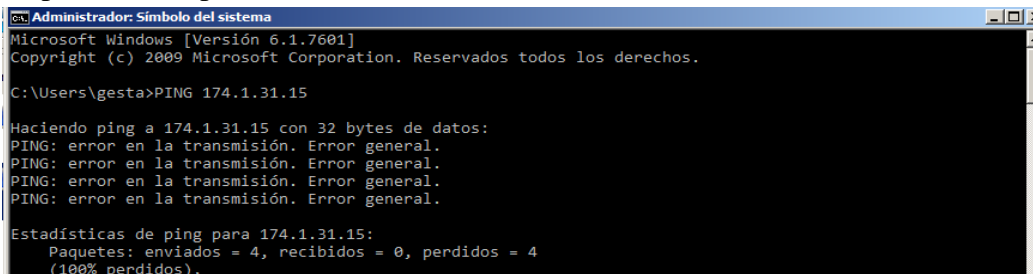 Administrador: Símbolo del sistema
Microsoft Windows [Versión 6.1.7601]
Copyright (c) 2009 Microsoft Corporation. Reservados todos los derechos.
C:\Users\gesta>PING 174.1.31.15
Haciendo ping a 174.1.31.15 con 32 bytes de datos:
PING: error en la transmisión. Error general.
PING: error en la transmisión. Error general.
PING: error en la transmisión. Error general.
PING: error en la transmisión. Error general.
Estadísticas de ping para 174.1.31.15:
Paquetes: enviados = 4, recibidos = 0, perdidos = 4
(100% perdidos),